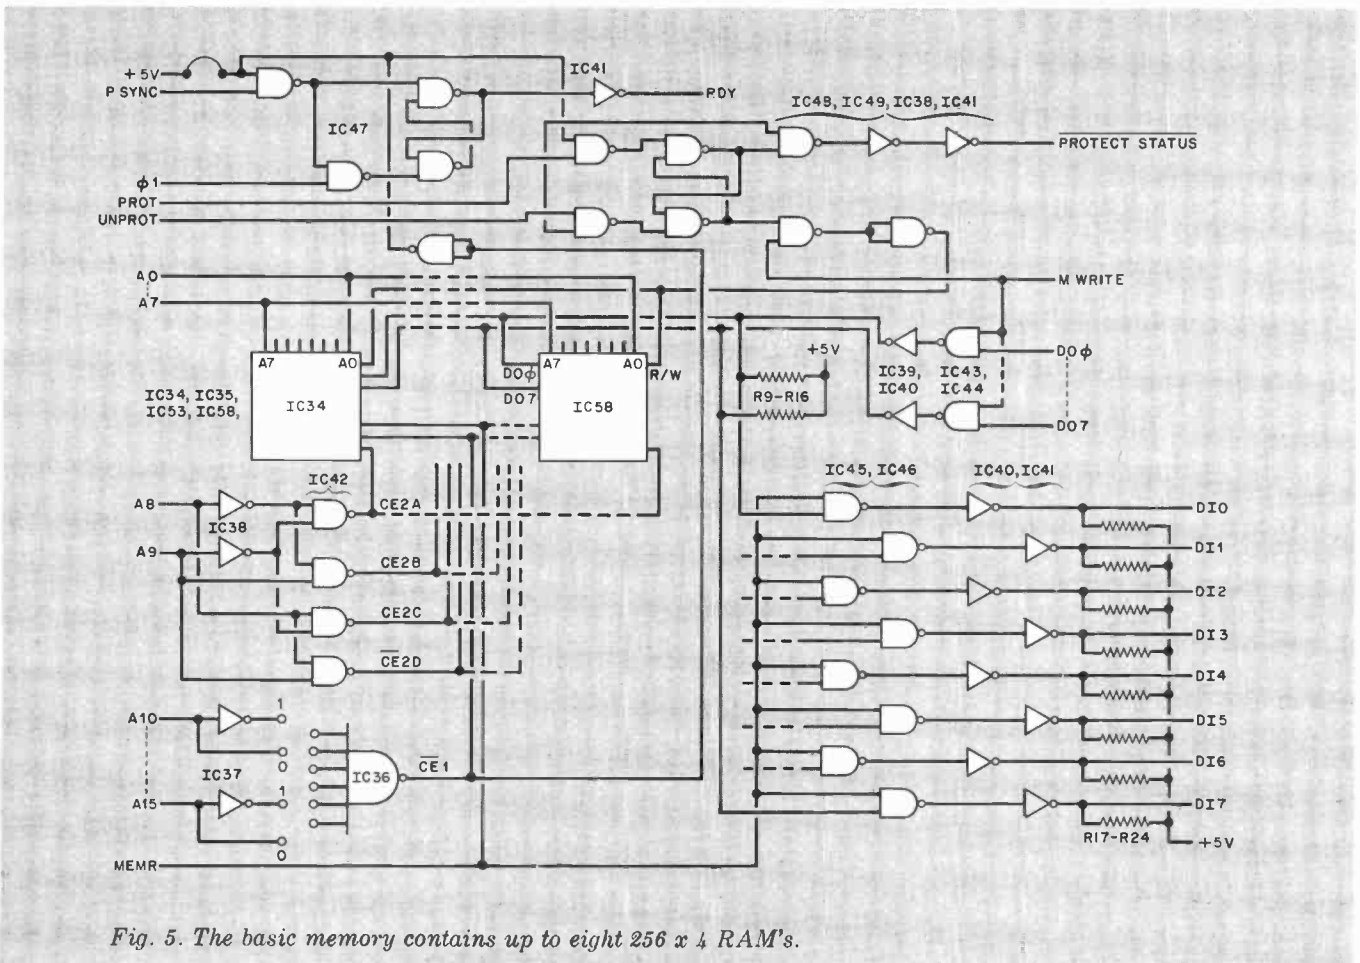 +5V
P SYNC
IC41
RDY
IC48, IC49, IC38, IC41
IC47
PROTECT STATUS
φ1
PROT
UNPROT
A0
A7
M WRITE
A7 A0
IC34
IC34, IC35,
IC53, IC58,
DOφ
DO7
A7 A0
R/W
IC58
+5V
R9-R16
IC39,
IC40
IC43,
IC44
DOφ
DO7
IC42
A8
IC38
A9
CE2A
CE2B
CE2C
CE2D
IC45, IC46
IC40, IC41
DI0
DI1
DI2
DI3
DI4
DI5
DI6
DI7
R17-R24
+5V
A10
1
0
IC37
A15
1
0
IC36
CE1
MEMR
Fig. 5. The basic memory contains up to eight 256 x 4 RAM's.